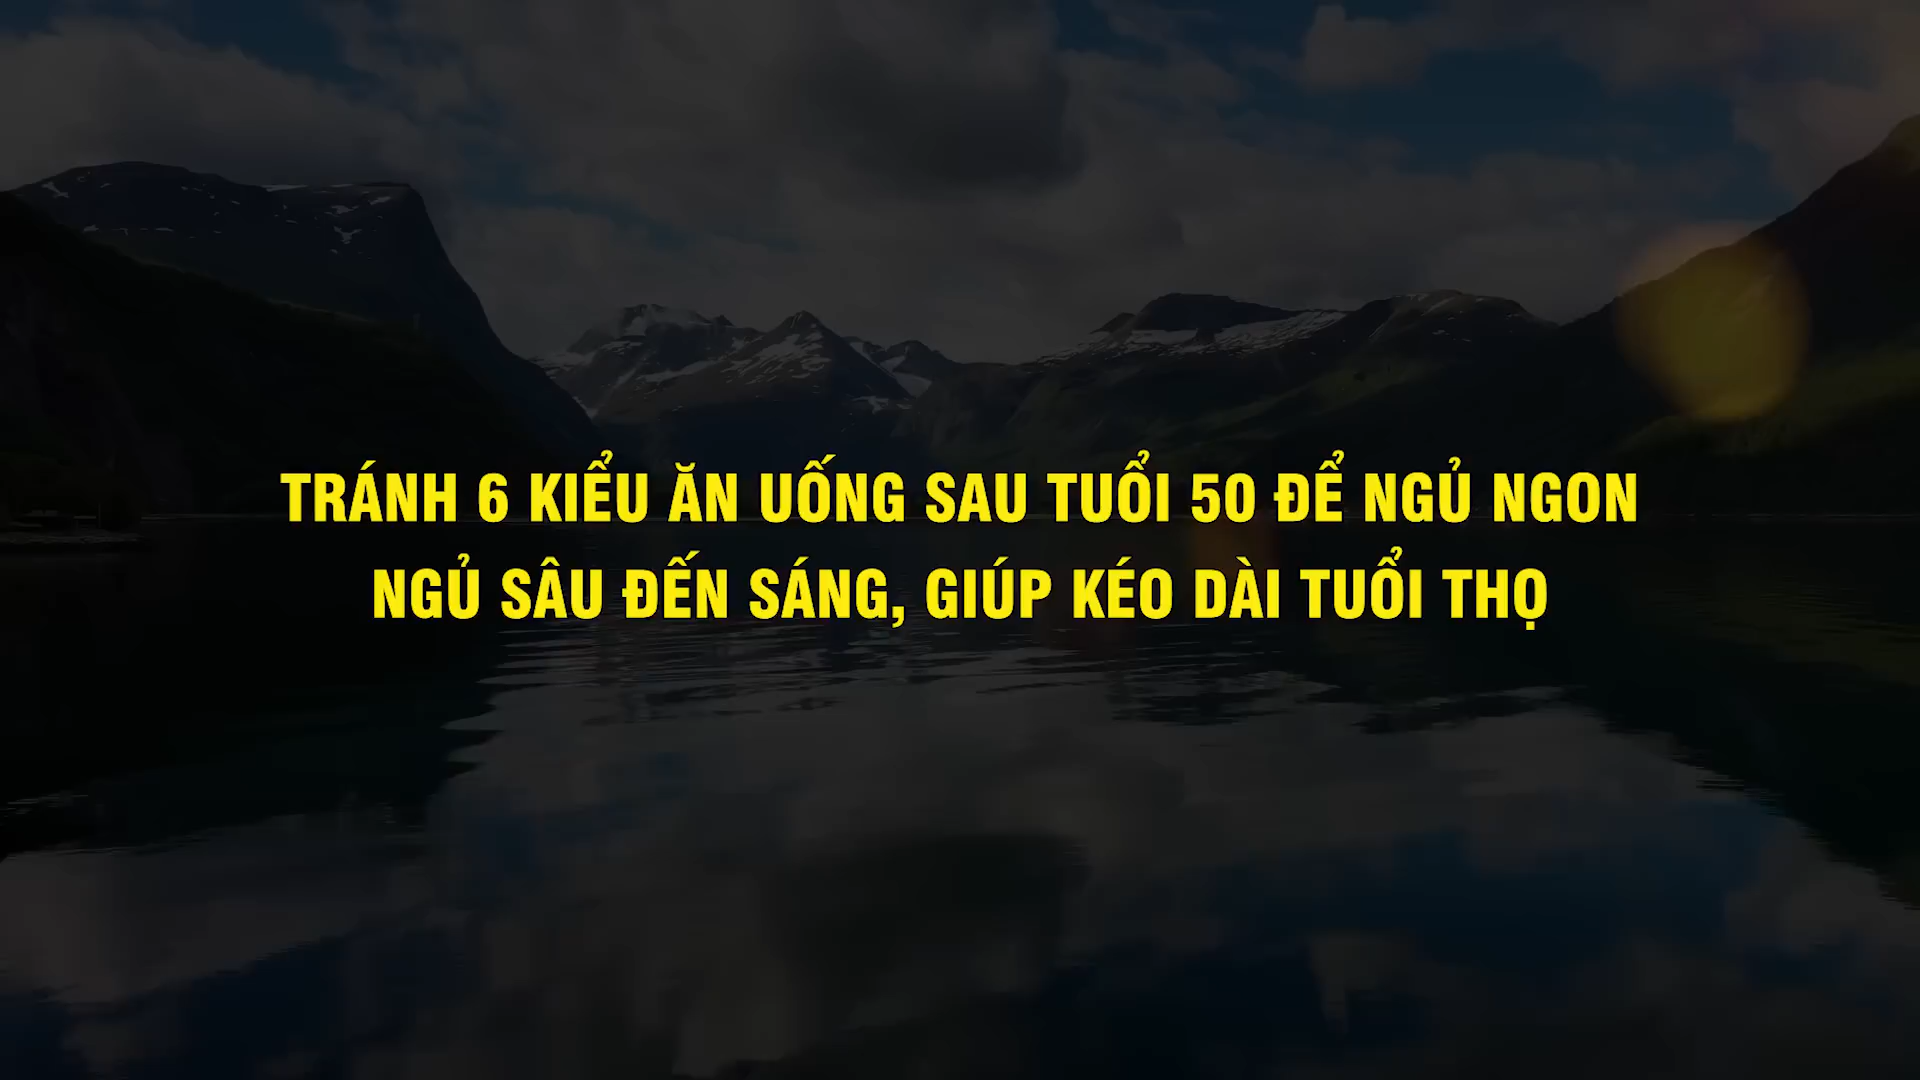 TRÁNH 6 KIỂU ĂN UỐNG SAU TUỔI 50 ĐỂ NGỦ NGON
NGỦ SÂU ĐẾN SÁNG, GIÚP KÉO DÀI TUỔI THỌ